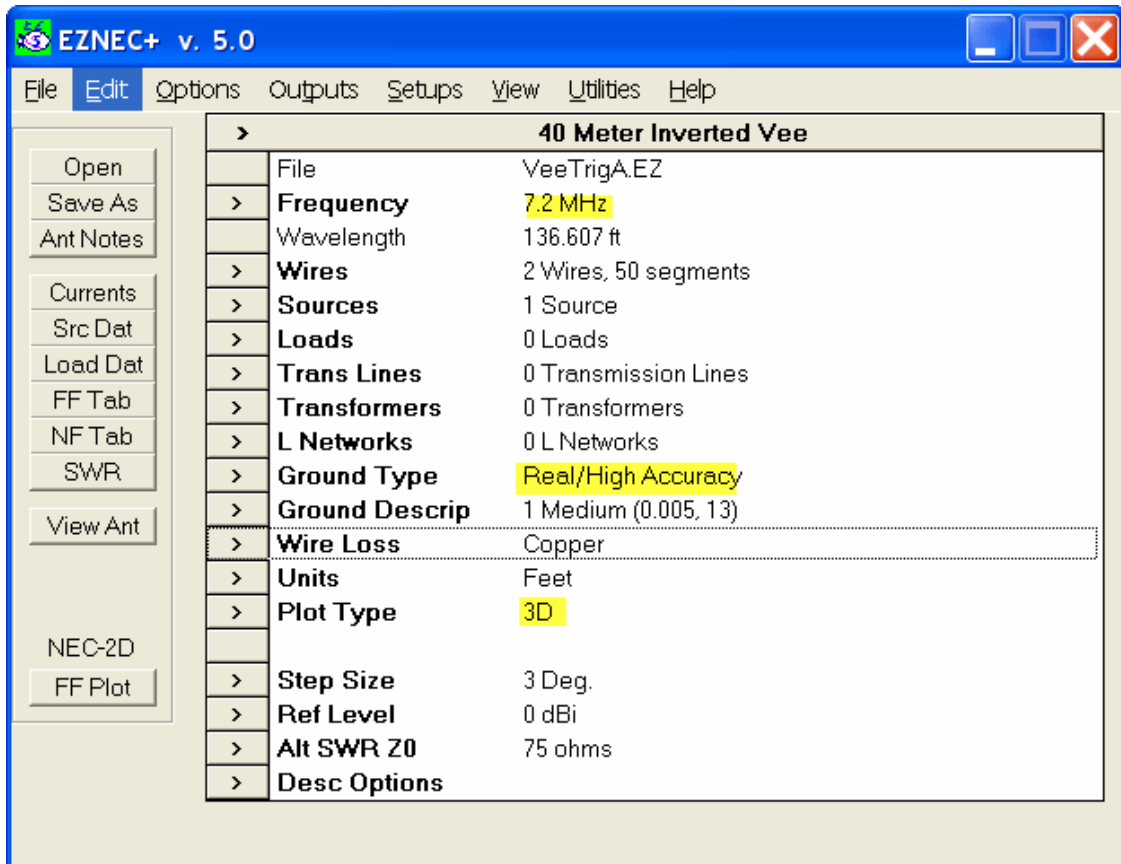 EZNEC+ v. 5.0
File Edit Options Outputs Setups View Utilities Help
Open
Save As
Ant Notes
Currents
Src Dat
Load Dat
FF Tab
NF Tab
SWR
View Ant
NEC-2D
FF Plot
> 40 Meter Inverted Vee
File VeeTrigA.EZ
> Frequency 7.2 MHz
Wavelength 136.607 ft
> Wires 2 Wires, 50 segments
> Sources 1 Source
> Loads 0 Loads
> Trans Lines 0 Transmission Lines
> Transformers 0 Transformers
> L Networks 0 L Networks
> Ground Type Real/High Accuracy
> Ground Descrip 1 Medium (0.005, 13)
> Wire Loss Copper
> Units Feet
> Plot Type 3D
> Step Size 3 Deg.
> Ref Level 0 dBi
> Alt SWR Z0 75 ohms
> Desc Options